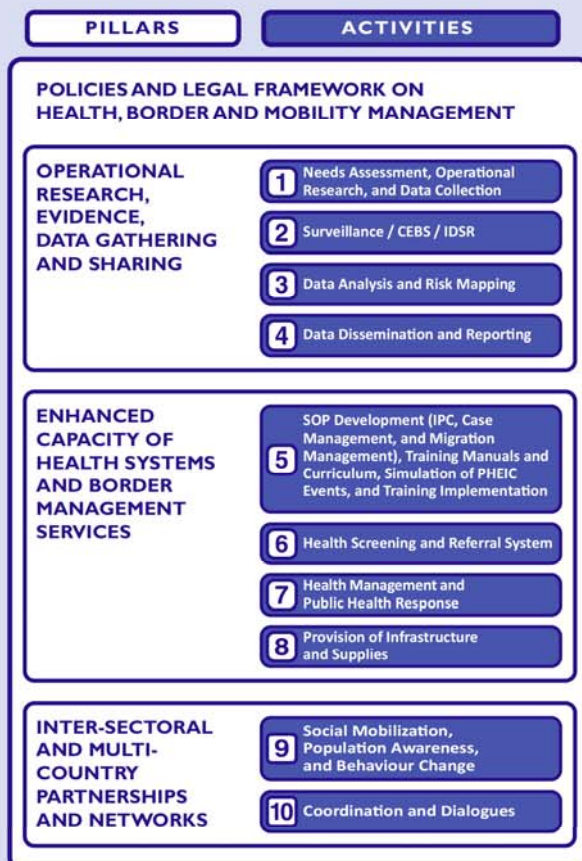 PILLARS
ACTIVITIES
POLICIES AND LEGAL FRAMEWORK ON
HEALTH, BORDER AND MOBILITY MANAGEMENT
OPERATIONAL
RESEARCH,
EVIDENCE,
DATA GATHERING
AND SHARING
1 Needs Assessment, Operational
Research, and Data Collection
2 Surveillance / CEBS / IDSR
3 Data Analysis and Risk Mapping
4 Data Dissemination and Reporting
ENHANCED
CAPACITY OF
HEALTH SYSTEMS
AND BORDER
MANAGEMENT
SERVICES
SOP Development (IPC, Case
Management, and Migration
5 Management), Training Manuals and
Curriculum, Simulation of PHEIC
Events, and Training Implementation
6 Health Screening and Referral System
7 Health Management and
Public Health Response
8 Provision of Infrastructure
and Supplies
INTER-SECTORAL
AND MULTI-
COUNTRY
PARTNERSHIPS
AND NETWORKS
Social Mobilization,
9 Population Awareness,
and Behaviour Change
10 Coordination and Dialogues